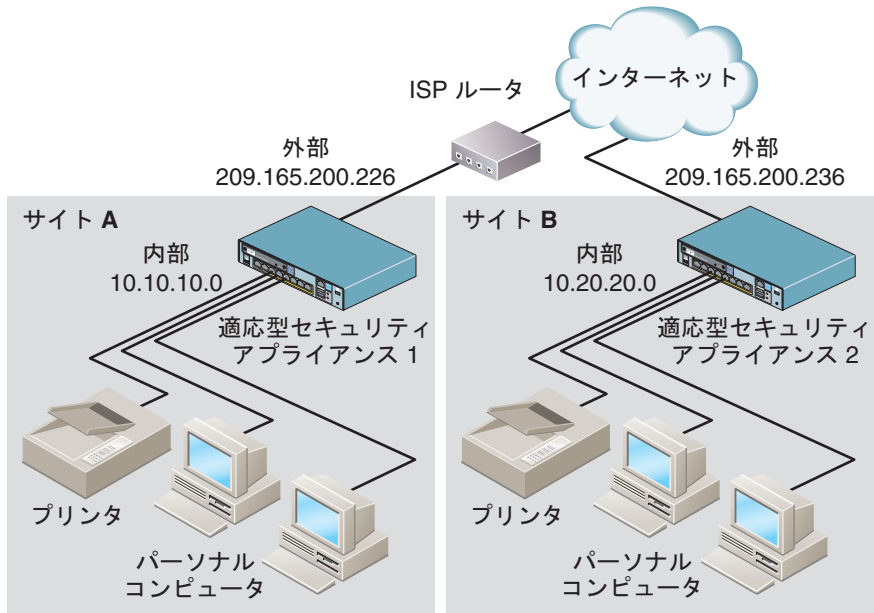 インターネット
ISP ルータ
外部
209.165.200.226
外部
209.165.200.236
サイト A
内部
10.10.10.0
適応型セキュリティ
アプライアンス 1
プリンタ
パーソナル
コンピュータ
サイト B
内部
10.20.20.0
適応型セキュリティ
アプライアンス 2
プリンタ
パーソナル
コンピュータ